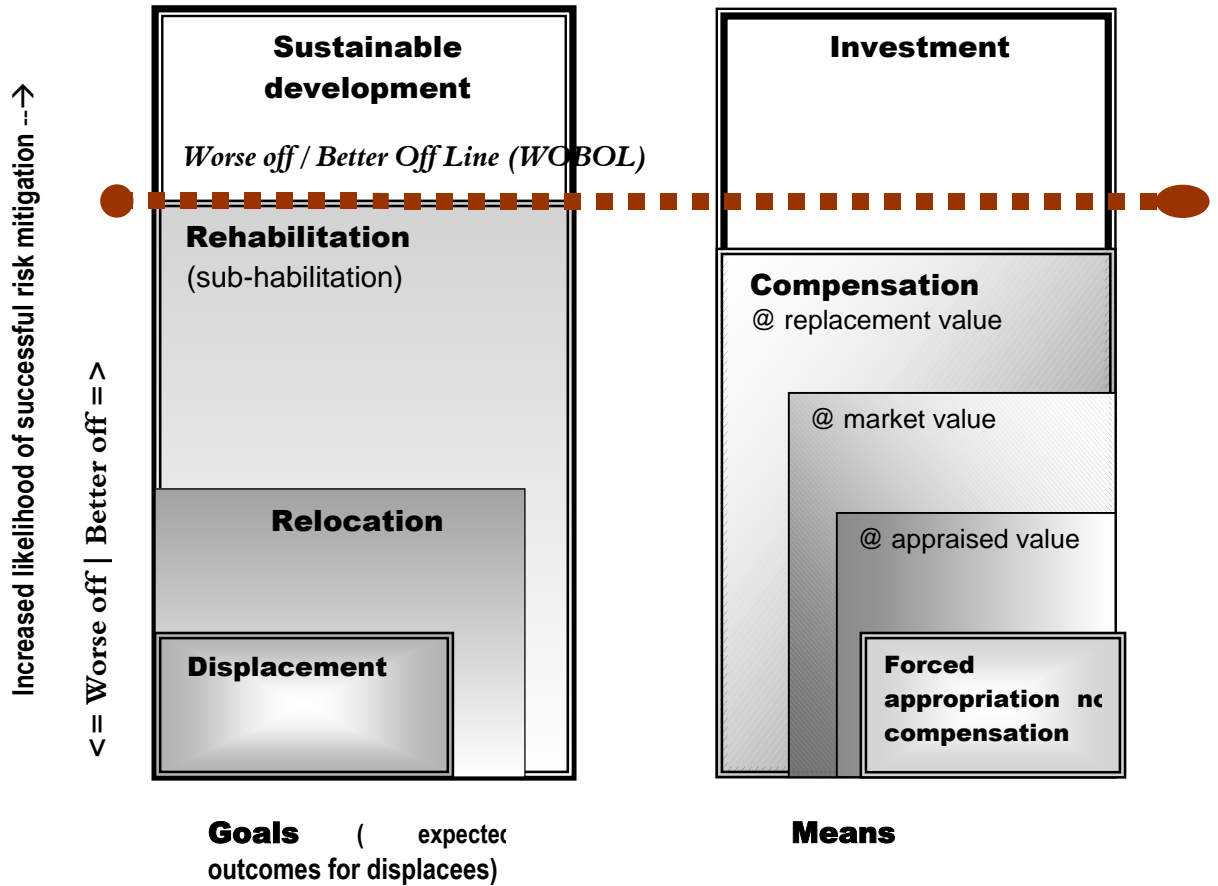 Increased likelihood of successful risk mitigation --→
<= Worse off | Better off =>
Sustainable
development
Worse off / Better Off Line (WOBOL)
Rehabilitation
(sub-habilitation)
Relocation
Displacement
Goals ( expected
outcomes for displacees)
Investment
Compensation
@ replacement value
@ market value
@ appraised value
Forced
appropriation no
compensation
Means